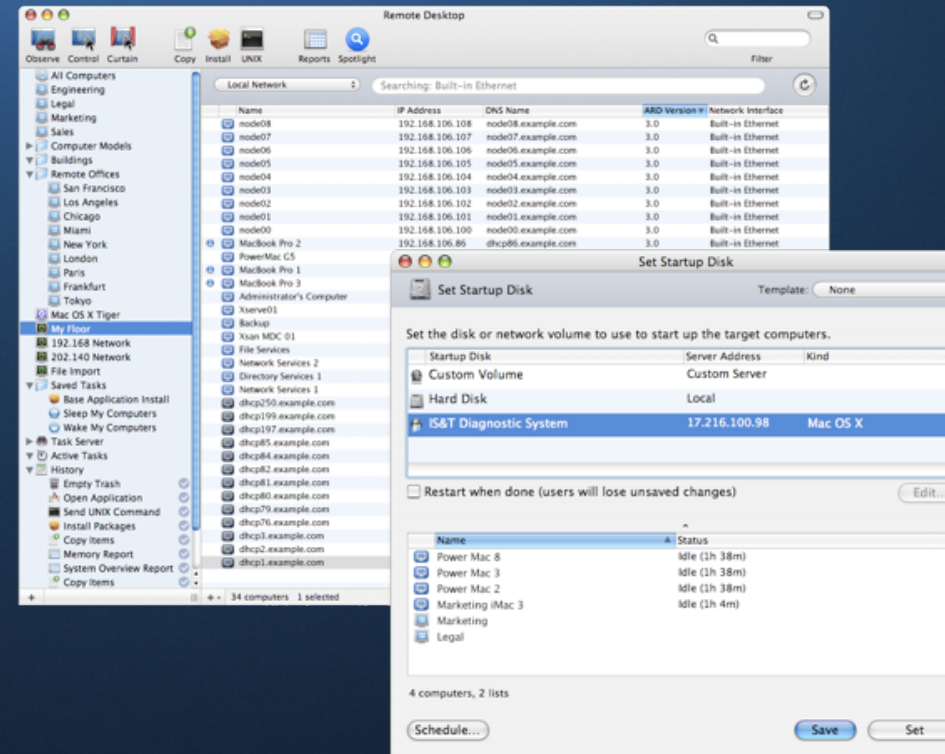 Remote Desktop
Observe Control Curtain Copy Install UNIX Reports Spotlight Filter
Local Network Searching: Built-in Ethernet
All Computers
Engineering
Legal
Marketing
Sales
Computer Models
Buildings
Remote Offices
San Francisco
Los Angeles
Chicago
Miami
New York
London
Paris
Frankfurt
Tokyo
Mac OS X Tiger
My Floor
192.168 Network
202.140 Network
File Import
Saved Tasks
Base Application Install
Sleep My Computers
Wake My Computers
Task Server
Active Tasks
History
Empty Trash
Open Application
Send UNIX Command
Install Packages
Copy Items
Memory Report
System Overview Report
Copy Items
Name IP Address DNS Name ARD Version Network Interface
node08 192.168.106.108 node08.example.com 3.0 Built-in Ethernet
node07 192.168.106.107 node07.example.com 3.0 Built-in Ethernet
node06 192.168.106.106 node06.example.com 3.0 Built-in Ethernet
node05 192.168.106.105 node05.example.com 3.0 Built-in Ethernet
node04 192.168.106.104 node04.example.com 3.0 Built-in Ethernet
node03 192.168.106.103 node03.example.com 3.0 Built-in Ethernet
node02 192.168.106.102 node02.example.com 3.0 Built-in Ethernet
node01 192.168.106.101 node01.example.com 3.0 Built-in Ethernet
node00 192.168.106.100 node00.example.com 3.0 Built-in Ethernet
MacBook Pro 2 192.168.106.86 dhcp86.example.com 3.0 Built-in Ethernet
PowerMac G5
MacBook Pro 1
MacBook Pro 3
Administrator's Computer
Xserve01
Backup
Xsan MDC 01
File Services
Network Services 2
Directory Services 1
Network Services 1
dhcp250.example.com
dhcp199.example.com
dhcp197.example.com
dhcp85.example.com
dhcp84.example.com
dhcp82.example.com
dhcp81.example.com
dhcp80.example.com
dhcp79.example.com
dhcp76.example.com
dhcp3.example.com
dhcp2.example.com
dhcp1.example.com
34 computers 1 selected
Set Startup Disk
Set Startup Disk Template: None
Set the disk or network volume to use to start up the target computers.
Startup Disk Server Address Kind
Custom Volume Custom Server
Hard Disk Local
IS&T Diagnostic System 17.216.100.98 Mac OS X
Restart when done (users will lose unsaved changes) Edit...
Name Status
Power Mac 8 Idle (1h 38m)
Power Mac 3 Idle (1h 38m)
Power Mac 2 Idle (1h 38m)
Marketing iMac 3 Idle (1h 4m)
Marketing
Legal
4 computers, 2 lists
Schedule... Save Set